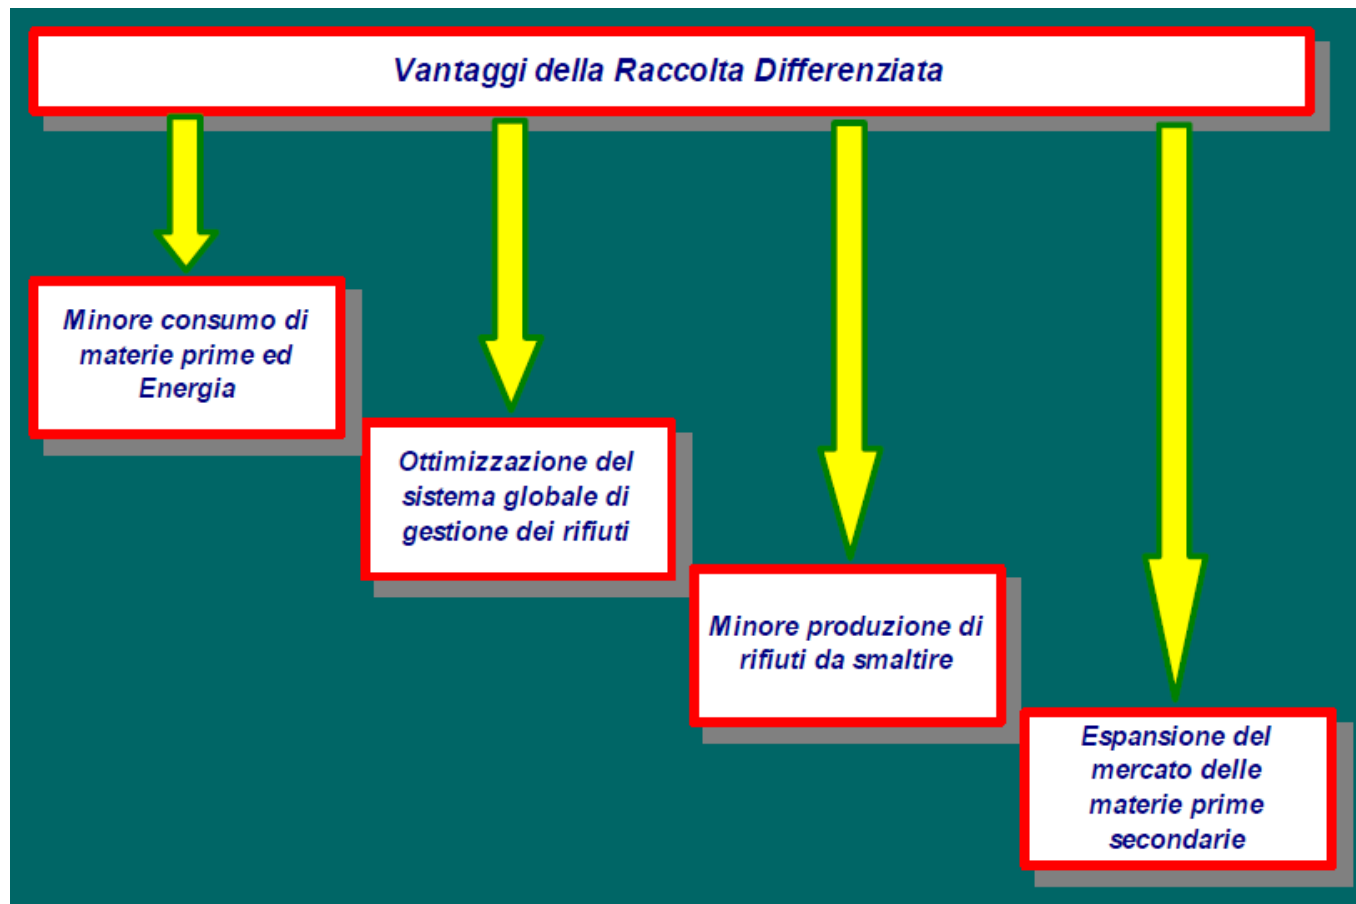 Vantaggi della Raccolta Differenziata
Minore consumo di
materie prime ed
Energia
Ottimizzazione del
sistema globale di
gestione dei rifiuti
Minore produzione di
rifiuti da smaltire
Espansione del
mercato delle
materie prime
secondarie